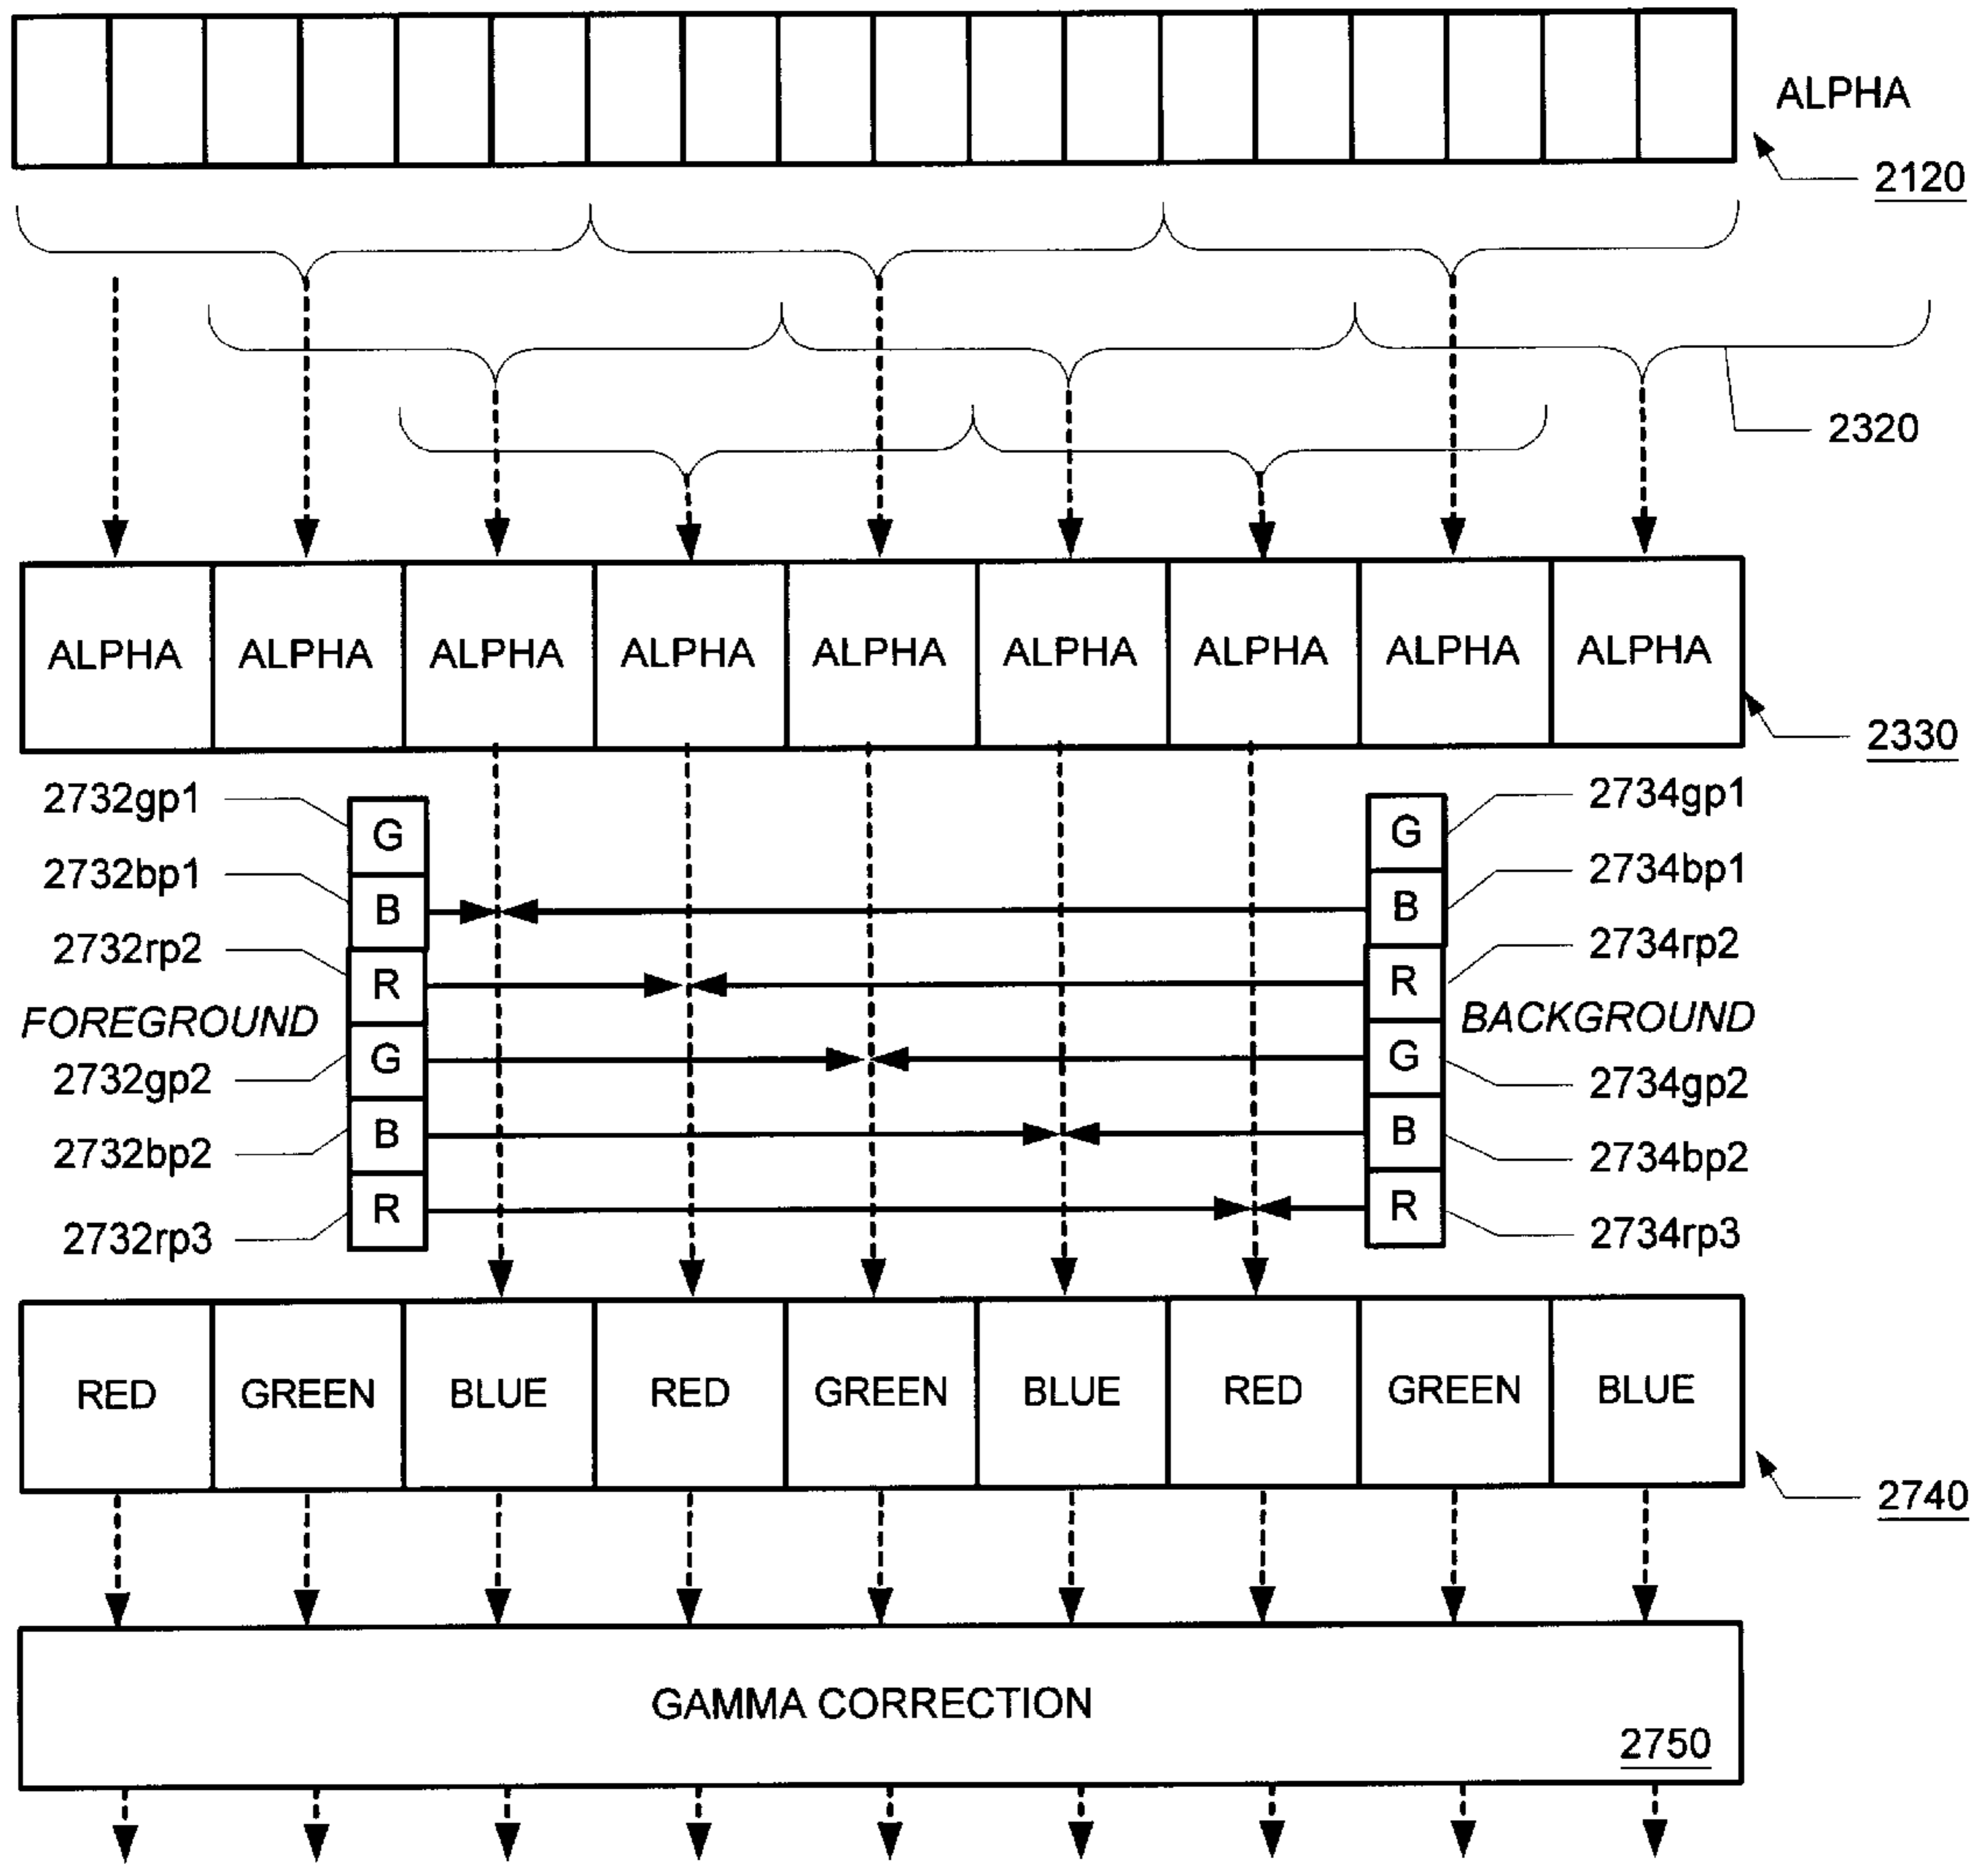 ALPHA
2120
2320
ALPHA ALPHA ALPHA ALPHA ALPHA ALPHA ALPHA ALPHA ALPHA
2330
2732gp1 G G 2734gp1
2732bp1 B B 2734bp1
2732rp2 R R 2734rp2
FOREGROUND BACKGROUND
2732gp2 G G 2734gp2
2732bp2 B B 2734bp2
2732rp3 R R 2734rp3
RED GREEN BLUE RED GREEN BLUE RED GREEN BLUE
2740
GAMMA CORRECTION
2750